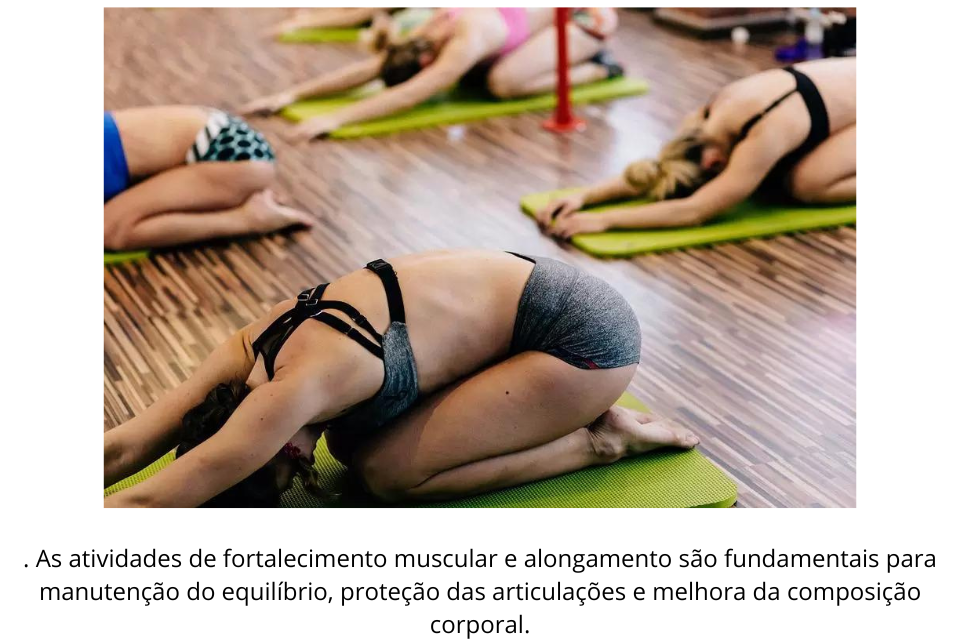 . As atividades de fortalecimento muscular e alongamento são fundamentais para
manutenção do equilíbrio, proteção das articulações e melhora da composição
corporal.